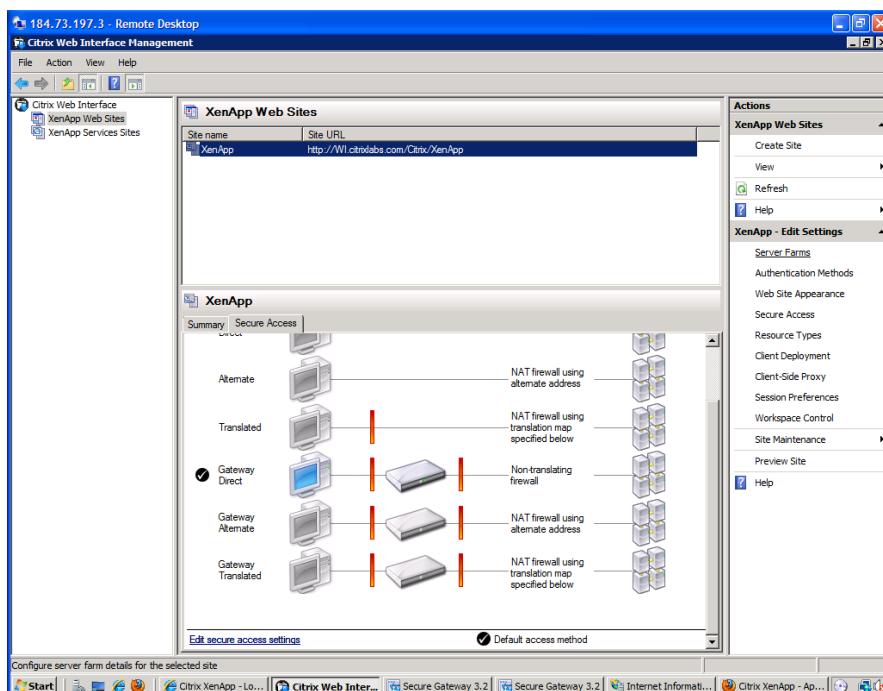 184.73.197.3 - Remote Desktop
Citrix Web Interface Management
File Action View Help
Citrix Web Interface
XenApp Web Sites
XenApp Services Sites
XenApp Web Sites
Site name Site URL
XenApp http://WI.citrixlabs.com/Citrix/XenApp
XenApp
Summary Secure Access
Direct
Alternate
NAT firewall using
alternate address
Translated
NAT firewall using
translation map
specified below
Gateway
Direct
Non-translating
firewall
Gateway
Alternate
NAT firewall using
alternate address
Gateway
Translated
NAT firewall using
translation map
specified below
Edit secure access settings
Default access method
Actions
XenApp Web Sites
Create Site
View
Refresh
Help
XenApp - Edit Settings
Server Farms
Authentication Methods
Web Site Appearance
Secure Access
Resource Types
Client Deployment
Client-Side Proxy
Session Preferences
Workspace Control
Site Maintenance
Preview Site
Help
Configure server farm details for the selected site
Start Citrix XenApp - Lo... Citrix Web Inter... Secure Gateway 3.2 Secure Gateway 3.2 Internet Informati... Citrix XenApp - Ap...